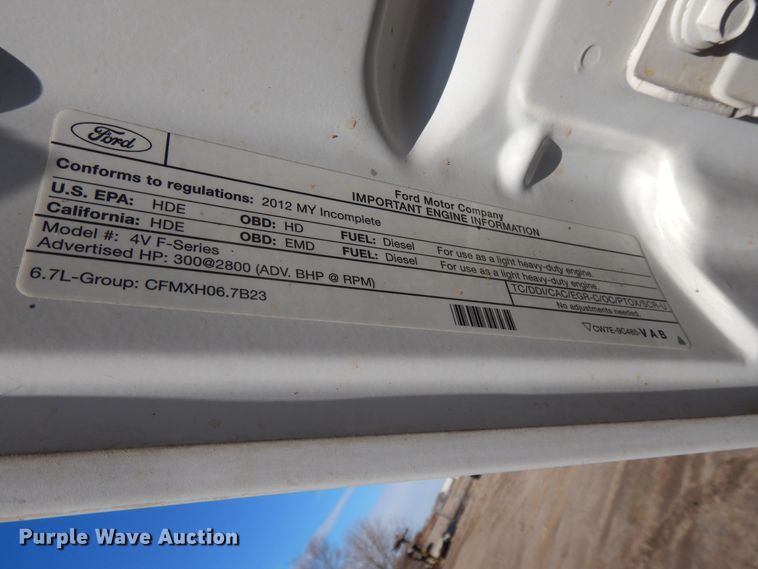 Ford
Ford Motor Company
IMPORTANT ENGINE INFORMATION
Conforms to regulations: 2012 MY Incomplete
U.S. EPA: HDE OBD: HD FUEL: Diesel For use as a light heavy-duty engine.
California: HDE OBD: EMD FUEL: Diesel For use as a light heavy-duty engine.
Model #: 4V F-Series
Advertised HP: 300@2800 (ADV. BHP @ RPM)
TC/DDI/CAC/EGR-C/OC/PTOX/SCR-U
No adjustments needed.
6.7L-Group: CFMXH06.7B23
CW7E-9C485-VAB
Purple Wave Auction